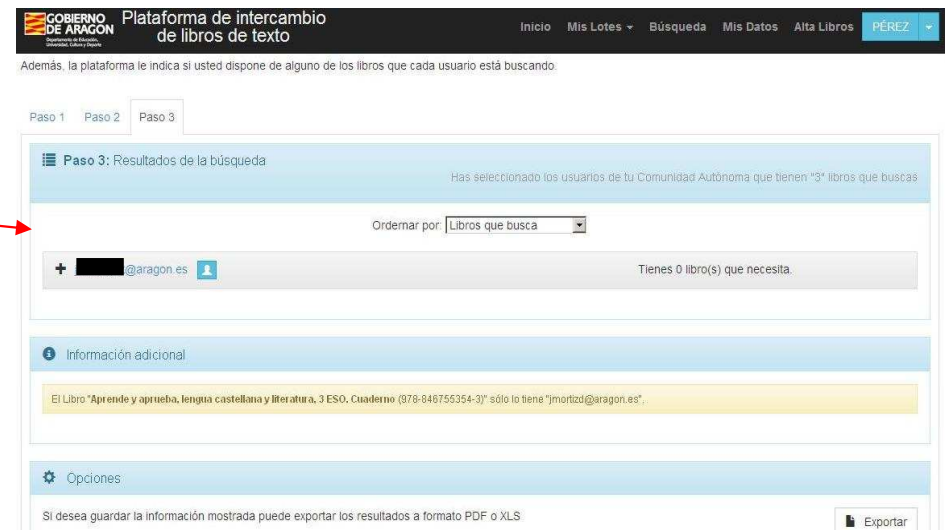 GOBIERNO DE ARAGON
Departamento de Educación, Universidad, Cultura y Deporte
Plataforma de intercambio de libros de texto
Inicio Mis Lotes Búsqueda Mis Datos Alta Libros PÉREZ
Además, la plataforma le indica si usted dispone de alguno de los libros que cada usuario está buscando.
Paso 1 Paso 2 Paso 3
Paso 3: Resultados de la búsqueda
Has seleccionado los usuarios de tu Comunidad Autónoma que tienen "3" libros que buscas
Ordernar por: Libros que busca
@aragon.es Tienes 0 libro(s) que necesita.
Información adicional
El Libro "Aprende y aprueba, lengua castellana y literatura, 3 ESO. Cuaderno (978-846755354-3)" sólo lo tiene "jmortizd@aragon.es".
Opciones
Si desea guardar la información mostrada puede exportar los resultados a formato PDF o XLS
Exportar